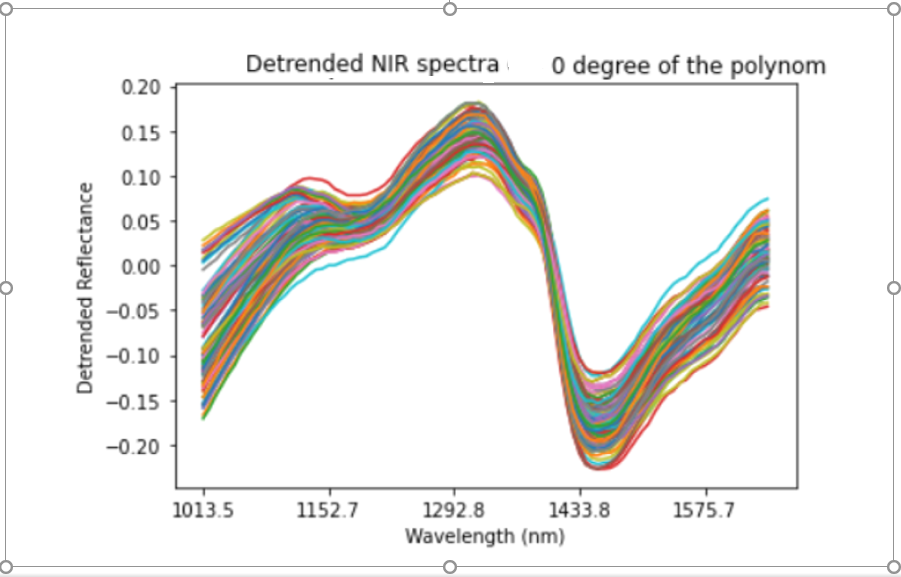 Detrended NIR spectra 0 degree of the polynom
0.20
0.15
0.10
0.05
0.00
−0.05
−0.10
−0.15
−0.20
Detrended Reflectance
1013.5 1152.7 1292.8 1433.8 1575.7
Wavelength (nm)